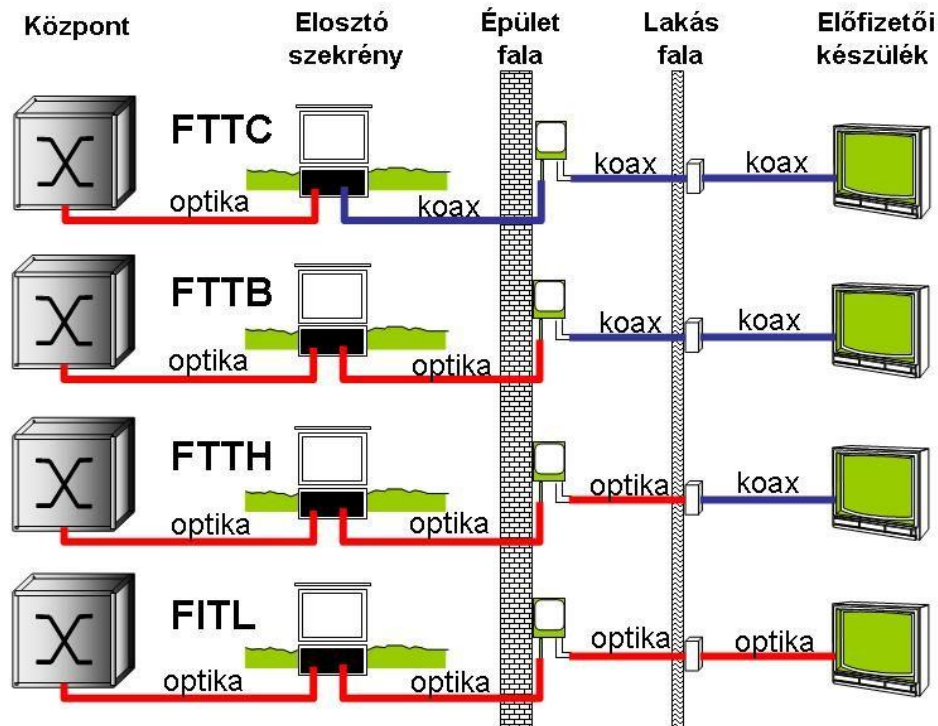 Központ
Elosztó
szekrény
Épület
fala
Lakás
fala
Előfizetői
készülék
FTTC
optika
koax
koax
koax
FTTB
optika
optika
koax
koax
FTTH
optika
optika
optika
koax
FITL
optika
optika
optika
optika